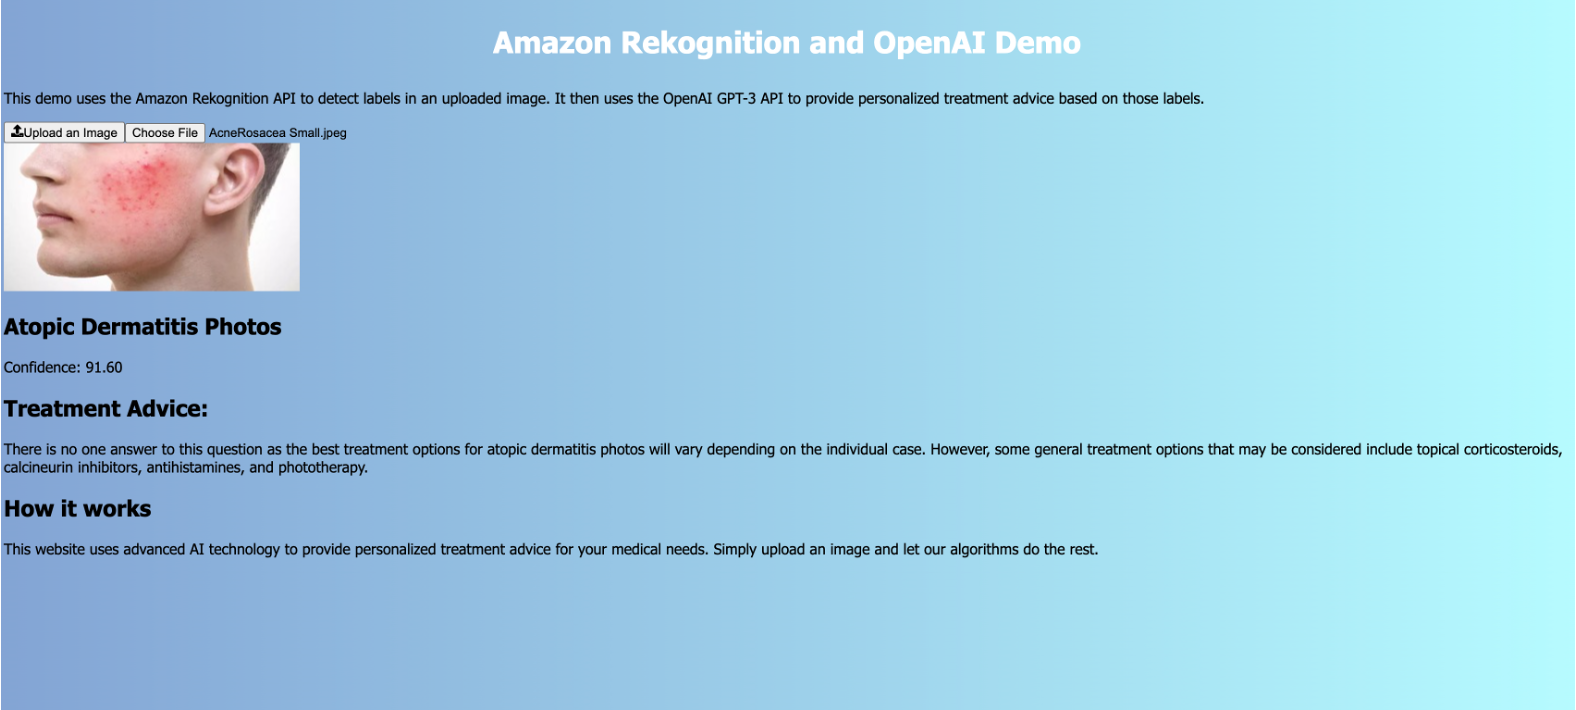 Amazon Rekognition and OpenAI Demo
This demo uses the Amazon Rekognition API to detect labels in an uploaded image. It then uses the OpenAI GPT-3 API to provide personalized treatment advice based on those labels.
Upload an Image Choose File AcneRosacea Small.jpeg
Atopic Dermatitis Photos
Confidence: 91.60
Treatment Advice:
There is no one answer to this question as the best treatment options for atopic dermatitis photos will vary depending on the individual case. However, some general treatment options that may be considered include topical corticosteroids,
calcineurin inhibitors, antihistamines, and phototherapy.
How it works
This website uses advanced AI technology to provide personalized treatment advice for your medical needs. Simply upload an image and let our algorithms do the rest.